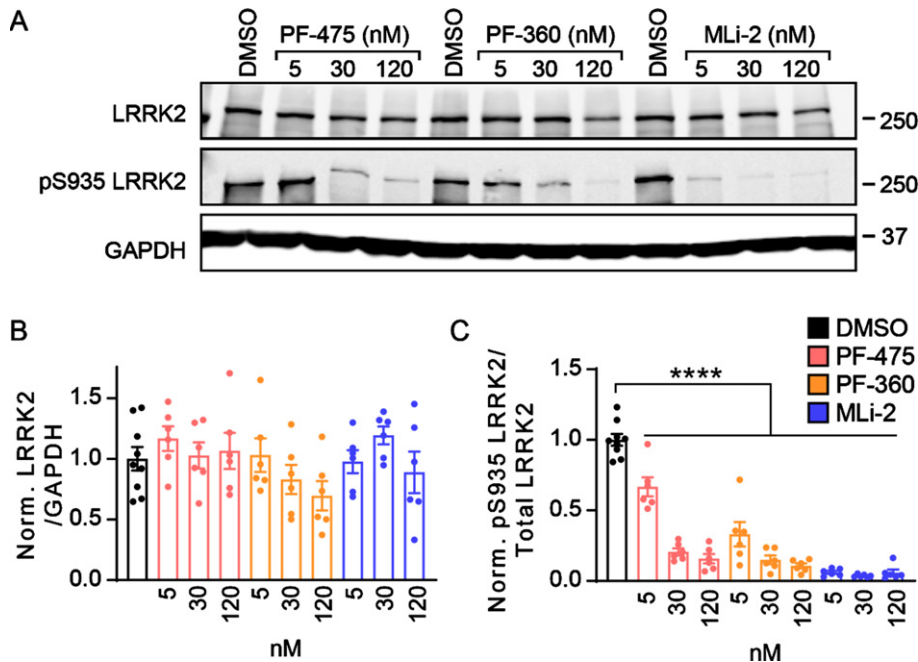 A
DMSO PF-475 (nM) DMSO PF-360 (nM) DMSO MLi-2 (nM)
5 30 120 5 30 120 5 30 120
LRRK2 - 250
pS935 LRRK2 - 250
GAPDH - 37
B
Norm. LRRK2
/GAPDH
1.5
1.0
0.5
0.0
5 30 120 5 30 120 5 30 120
nM
C
DMSO
PF-475
PF-360
MLi-2
Norm. pS935 LRRK2/
Total LRRK2
1.5
****
1.0
0.5
0.0
5 30 120 5 30 120 5 30 120
nM